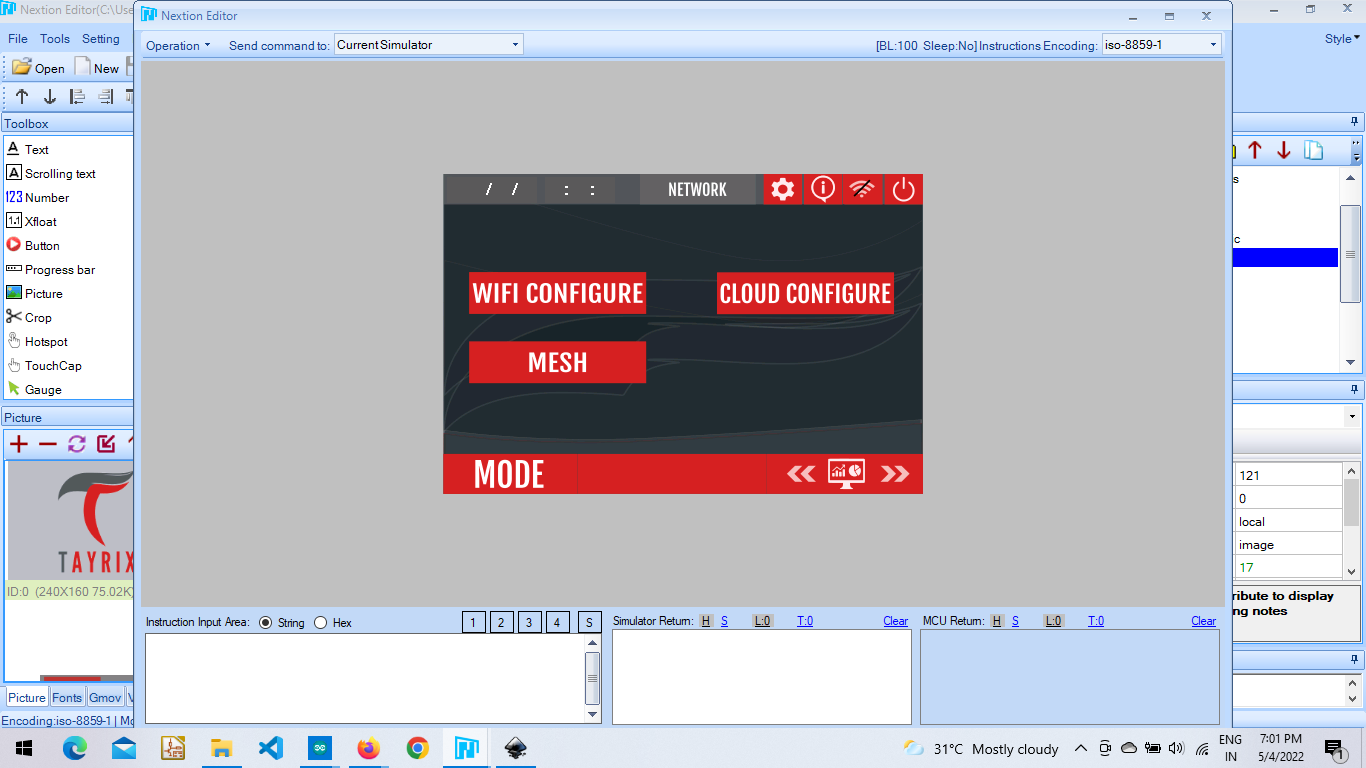 Nextion Editor(C:\Use
Nextion Editor
File Tools Setting
Style
Operation Send command to: CurrentSimulator
[BL:100 Sleep:No] Instructions Encoding: iso-8859-1
Open New
Toolbox
Text
Scrolling text
Number
Xfloat
Button
Progress bar
Picture
Crop
Hotspot
TouchCap
Gauge
/ / : : NETWORK
WIFI CONFIGURE
CLOUD CONFIGURE
MESH
MODE
Picture
TAYRIX
ID:0 (240X160 75.02K)
Picture Fonts Gmov V
Encoding:iso-8859-1 | Mo
s
c
121
0
local
image
17
ribute to display
ng notes
Instruction Input Area: String Hex 1 2 3 4 S
Simulator Return: H S L:0 T:0 Clear
MCU Return: H S L:0 T:0 Clear
31°C Mostly cloudy
ENG
IN
7:01 PM
5/4/2022
1